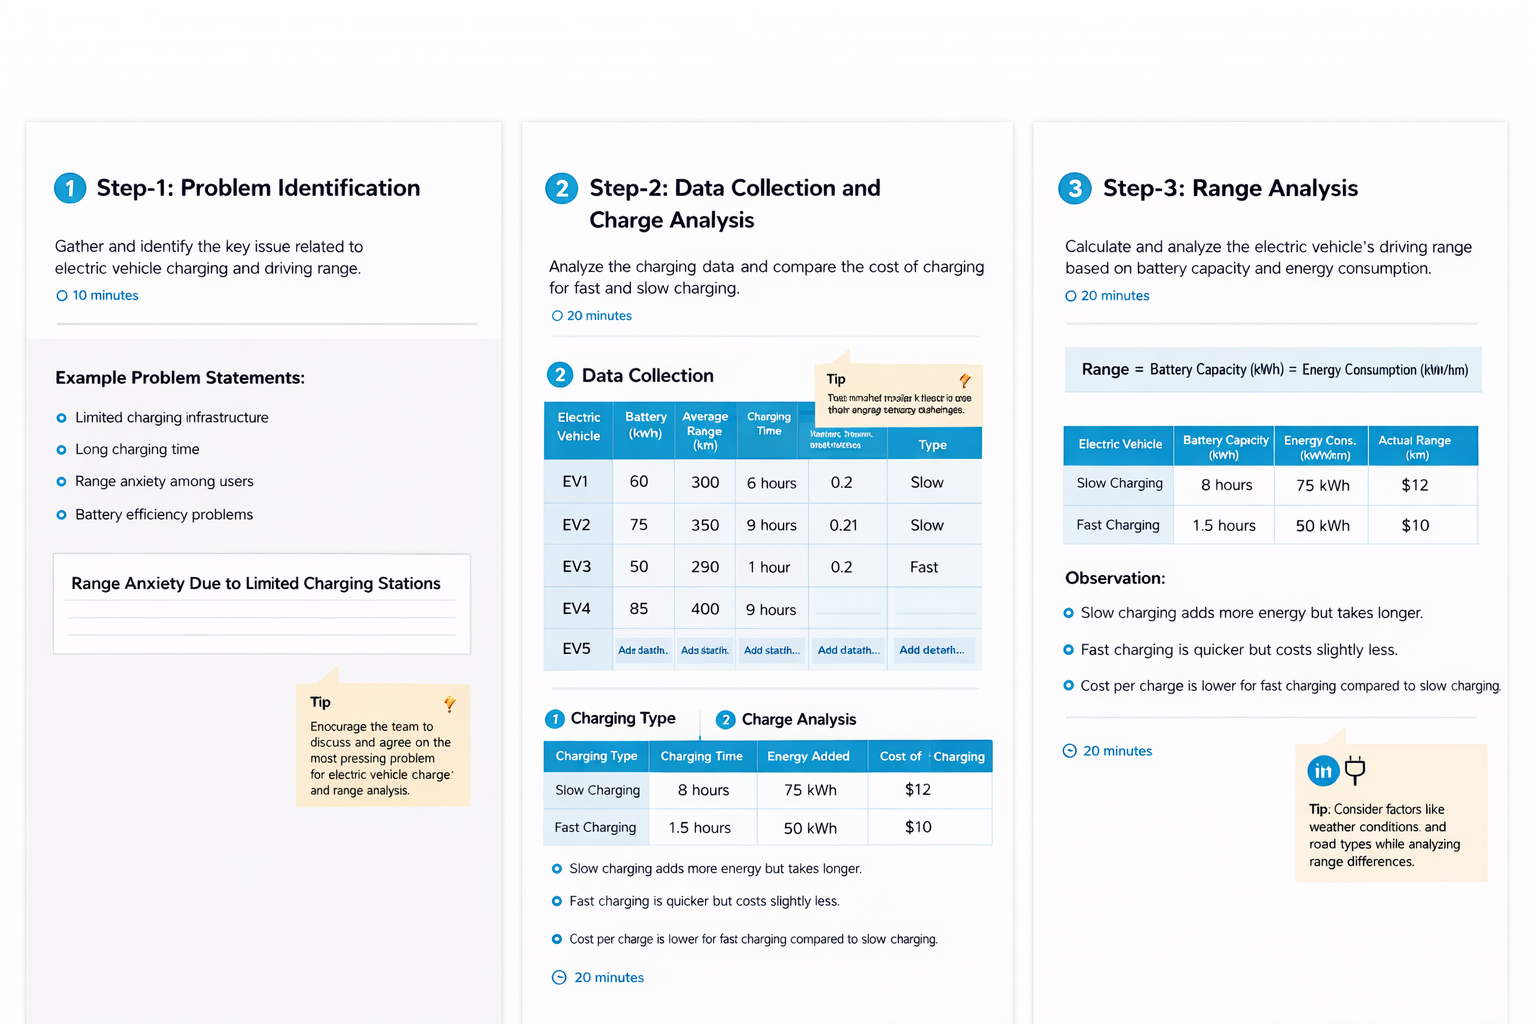 1 Step-1: Problem Identification
Gather and identify the key issue related to
electric vehicle charging and driving range.
10 minutes
Example Problem Statements:
Limited charging infrastructure
Long charging time
Range anxiety among users
Battery efficiency problems
Range Anxiety Due to Limited Charging Stations
Tip
Enocurage the team to
discuss and agree on the
most pressing problem
for electric vehicle charge'
and range analysis.
2 Step-2: Data Collection and
Charge Analysis
Analyze the charging data and compare the cost of charging
for fast and slow charging.
20 minutes
2 Data Collection
Tip
Electric Vehicle Battery (kWh) Average Range (km) Charging Time Type
EV1 60 300 6 hours 0.2 Slow
EV2 75 350 9 hours 0.21 Slow
EV3 50 290 1 hour 0.2 Fast
EV4 85 400 9 hours
EV5 Add Add
1 Charging Type 2 Charge Analysis
Charging Type Charging Time Energy Added Cost of · Charging
Slow Charging 8 hours 75 kWh $12
Fast Charging 1.5 hours 50 kWh $10
Slow charging adds more energy but takes longer.
Fast charging is quicker but costs slightly less.
Cost per charge is lower for fast charging compared to slow charging.
20 minutes
3 Step-3: Range Analysis
Calculate and analyze the electric vehicle's driving range
based on battery capacity and energy consumption.
20 minutes
Range = Battery Capacity (kWh) = Energy Consumption
Electric Vehicle Battery Capacity (kWh) Energy Cons. Actual Range (km)
Slow Charging 8 hours 75 kWh $12
Fast Charging 1.5 hours 50 kWh $10
Observation:
Slow charging adds more energy but takes longer.
Fast charging is quicker but costs slightly less.
Cost per charge is lower for fast charging compared to slow charging.
20 minutes
in
Tip: Consider factors like
weather conditions. and
road types while analyzing
range differences.